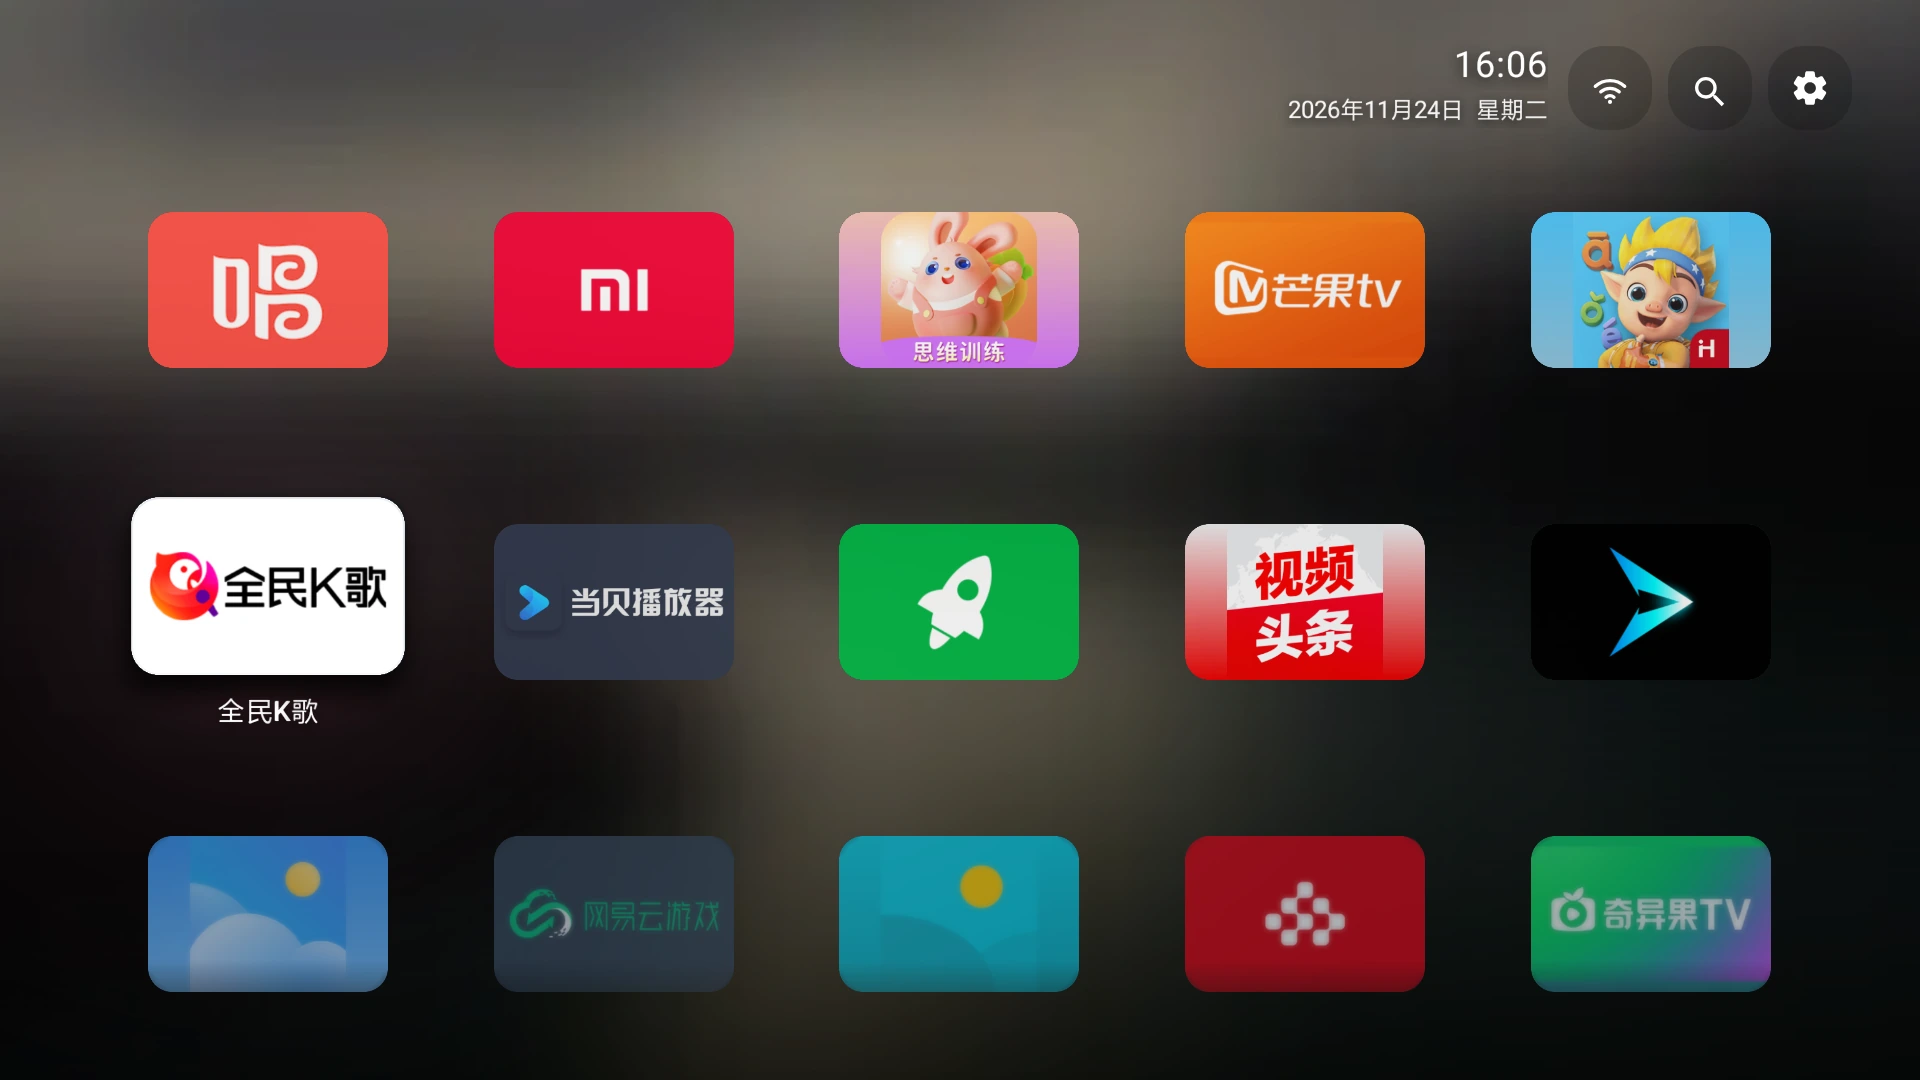 16:06
2026年11月24日 星期二
唱
mi
思维训练
芒果tv
ā
ǒ
iH
全民K歌
当贝播放器
视频
头条
全民K歌
网易云游戏
奇异果TV